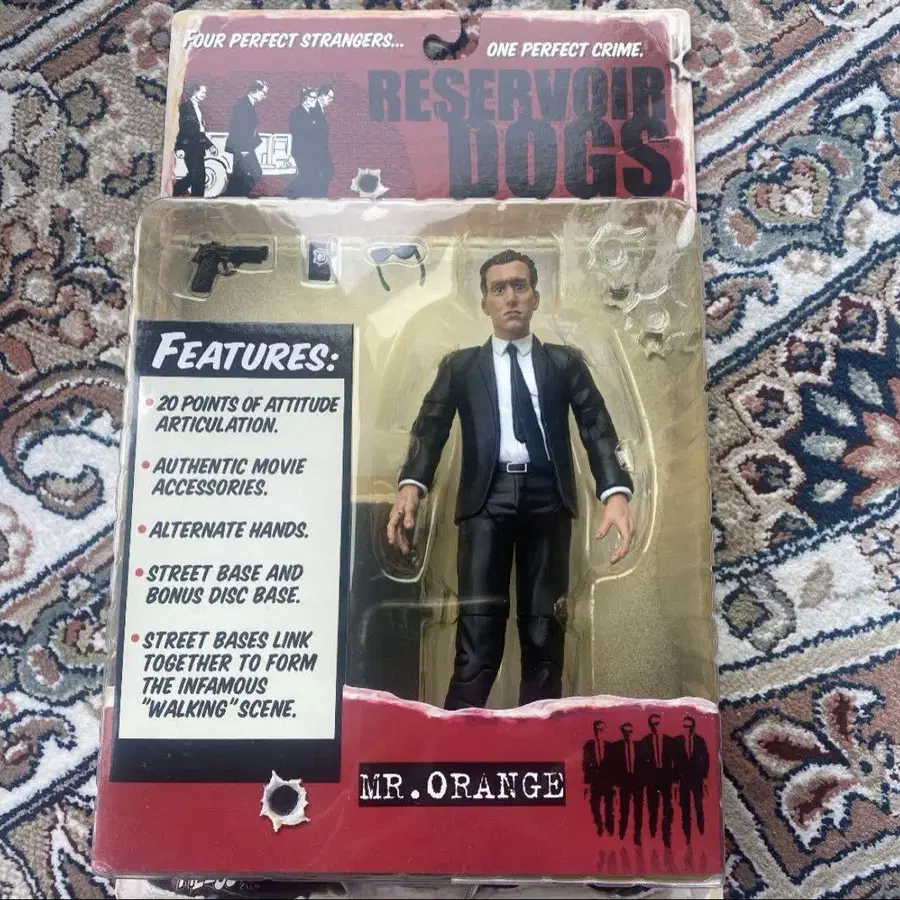 FOUR PERFECT STRANGERS...
ONE PERFECT CRIME.
RESERVOIR
DOGS
FEATURES:
• 20 POINTS OF ATTITUDE
ARTICULATION.
• AUTHENTIC MOVIE
ACCESSORIES.
• ALTERNATE HANDS.
• STREET BASE AND
BONUS DISC BASE.
• STREET BASES LINK
TOGETHER TO FORM
THE INFAMOUS
"WALKING" SCENE.
MR. ORANGE